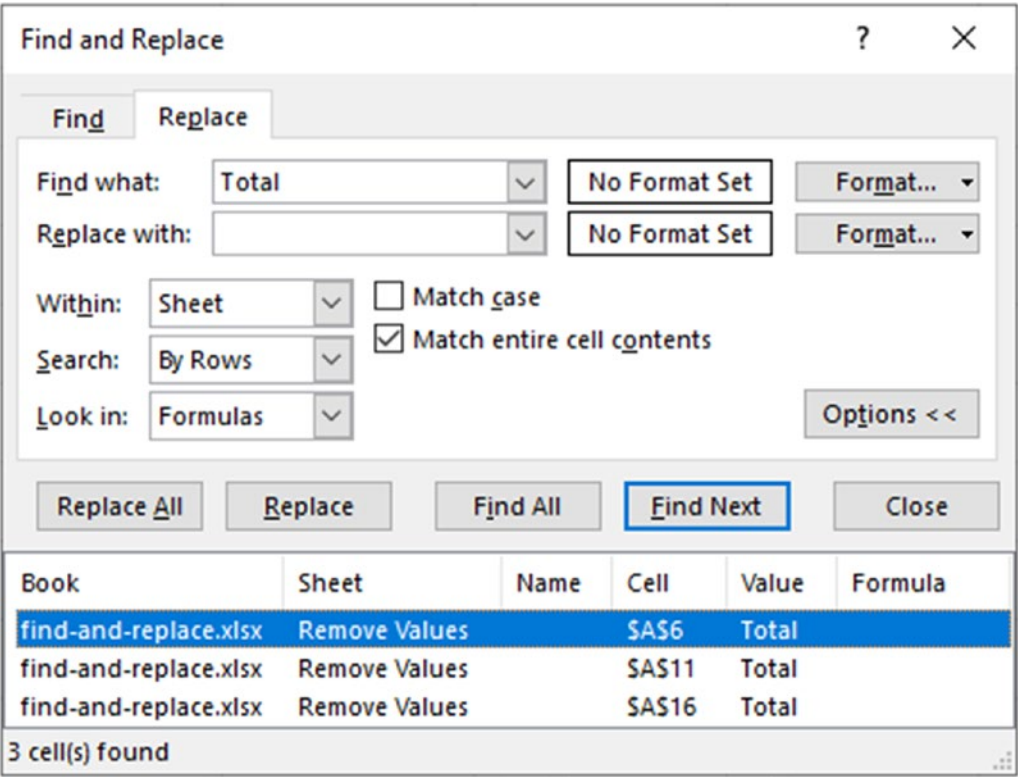 Find and Replace ?
Find Replace
Find what: Total No Format Set Format...
Replace with: No Format Set Format...
Within: Sheet Match case
Match entire cell contents
Search: By Rows
Look in: Formulas Options <<
Replace All Replace Find All Find Next Close
Book Sheet Name Cell Value Formula
find-and-replace.xlsx Remove Values $A$6 Total
find-and-replace.xlsx Remove Values $A$11 Total
find-and-replace.xlsx Remove Values $A$16 Total
3 cell(s) found